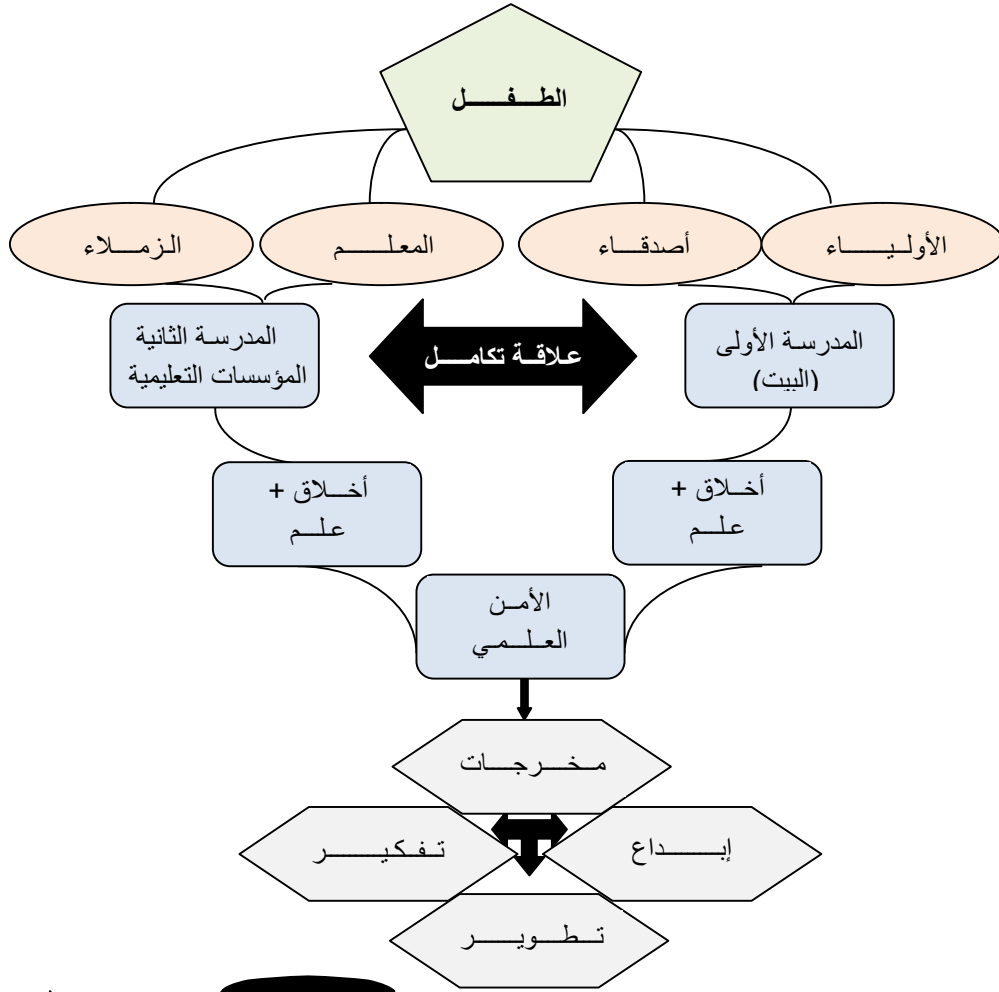 الطفل
الأولياء
أصدقاء
المعلم
الزملاء
المدرسة الأولى
(البيت)
علاقة تكامل
المدرسة الثانية
المؤسسات التعليمية
أخلاق +
علم
أخلاق +
علم
الأمن
العلمي
مخرجات
إبداع
تفكير
تطوير